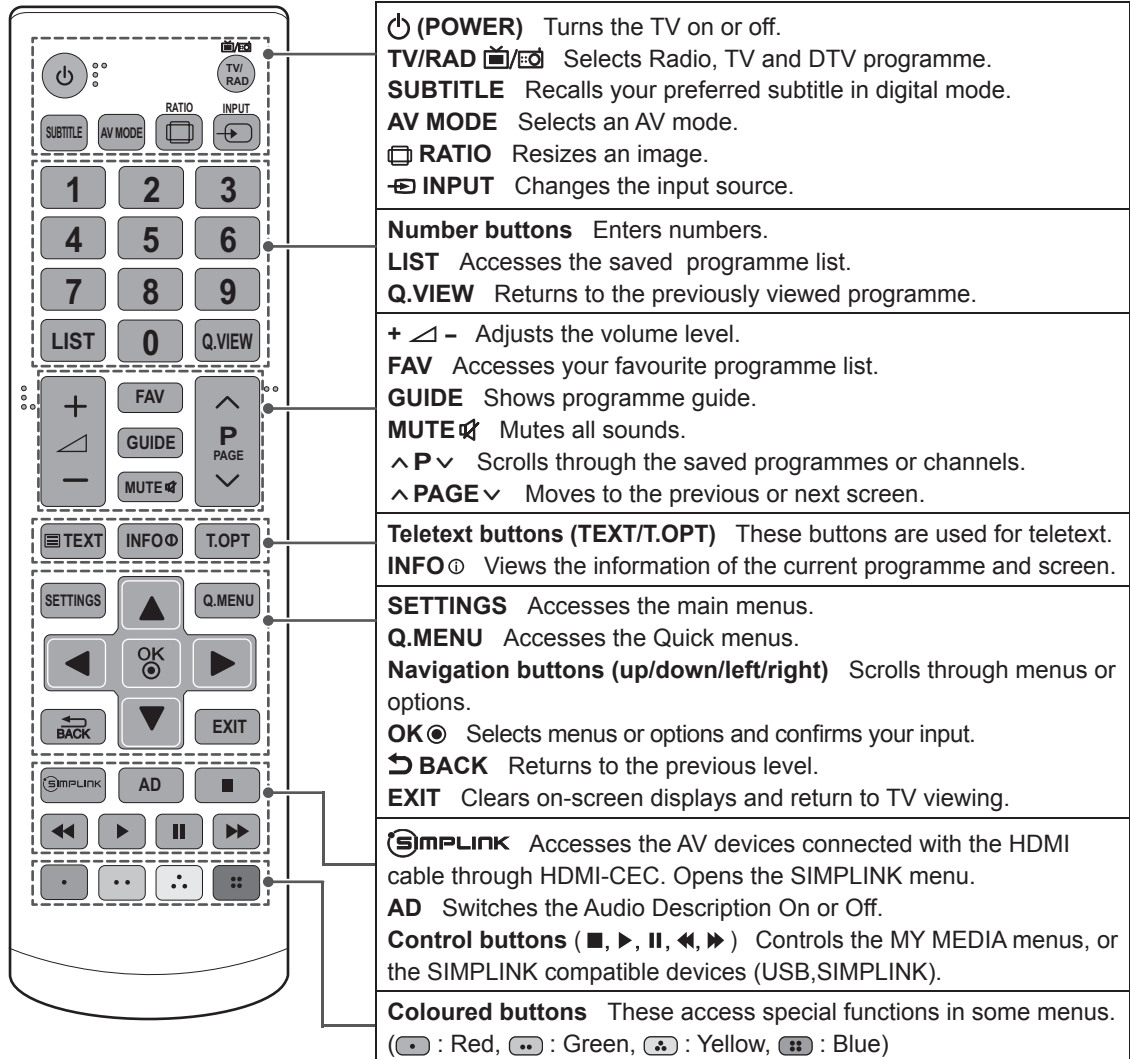 TV/
RAD
RATIO
INPUT
SUBTITLE
AV MODE
1
2
3
4
5
6
7
8
9
LIST
0
Q.VIEW
+
FAV
P
GUIDE
PAGE
−
MUTE
TEXT
INFO
T.OPT
SETTINGS
Q.MENU
OK
BACK
EXIT
SIMPLINK
AD
(POWER) Turns the TV on or off.
TV/RAD / Selects Radio, TV and DTV programme.
SUBTITLE Recalls your preferred subtitle in digital mode.
AV MODE Selects an AV mode.
RATIO Resizes an image.
INPUT Changes the input source.
Number buttons Enters numbers.
LIST Accesses the saved programme list.
Q.VIEW Returns to the previously viewed programme.
+ – Adjusts the volume level.
FAV Accesses your favourite programme list.
GUIDE Shows programme guide.
MUTE Mutes all sounds.
P Scrolls through the saved programmes or channels.
PAGE Moves to the previous or next screen.
Teletext buttons (TEXT/T.OPT) These buttons are used for teletext.
INFO Views the information of the current programme and screen.
SETTINGS Accesses the main menus.
Q.MENU Accesses the Quick menus.
Navigation buttons (up/down/left/right) Scrolls through menus or
options.
OK Selects menus or options and confirms your input.
BACK Returns to the previous level.
EXIT Clears on-screen displays and return to TV viewing.
SIMPLINK Accesses the AV devices connected with the HDMI
cable through HDMI-CEC. Opens the SIMPLINK menu.
AD Switches the Audio Description On or Off.
Control buttons (■, ▶, II, ◀◀, ▶▶) Controls the MY MEDIA menus, or
the SIMPLINK compatible devices (USB,SIMPLINK).
Coloured buttons These access special functions in some menus.
( : Red, : Green, : Yellow, : Blue)